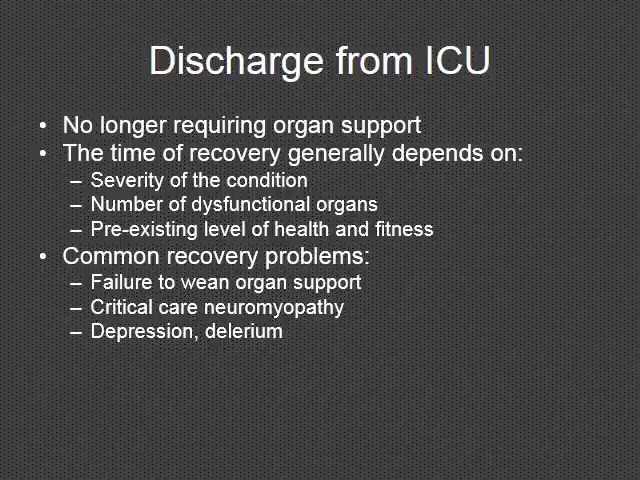 Discharge from ICU
• No longer requiring organ support
• The time of recovery generally depends on:
– Severity of the condition
– Number of dysfunctional organs
– Pre-existing level of health and fitness
• Common recovery problems:
– Failure to wean organ support
– Critical care neuromyopathy
– Depression, delerium